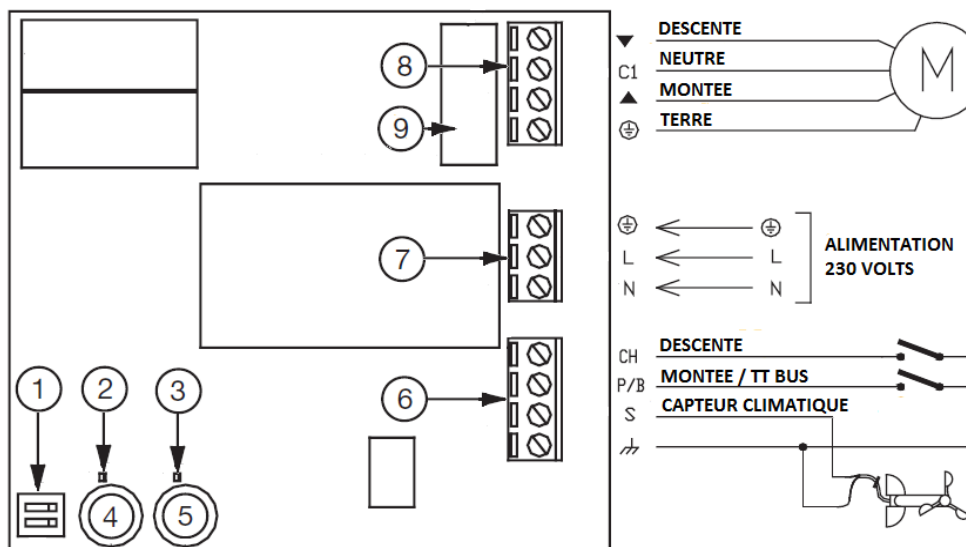 DESCENTE
C1 NEUTRE
MONTEE
TERRE
M
8
9
7
L L
N N
ALIMENTATION
230 VOLTS
CH DESCENTE
P/B MONTEE / TT BUS
S CAPTEUR CLIMATIQUE
6
1
2
3
4
5